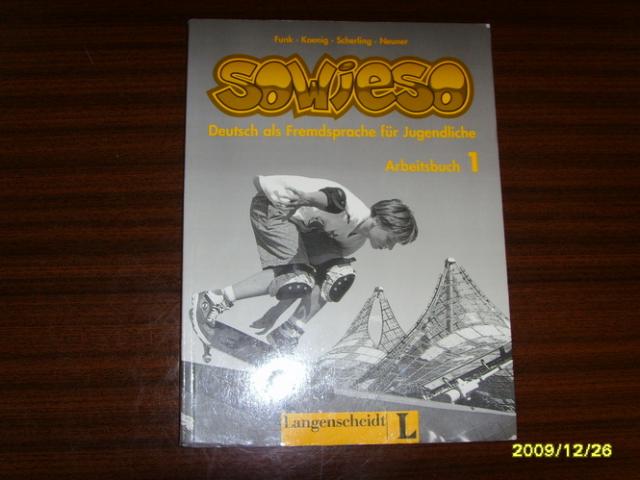 Funk - Koenig - Scherling - Neuner
sowieso
Deutsch als Fremdsprache für Jugendliche
Arbeitsbuch 1
Langenscheidt L
2009/12/26